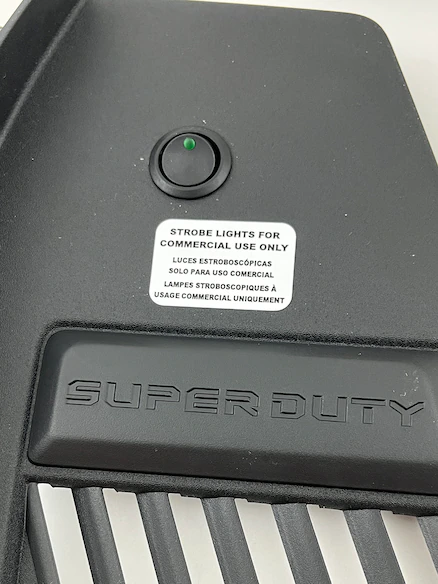 STROBE LIGHTS FOR
COMMERCIAL USE ONLY
LUCES ESTROBOSCÓPICAS
SOLO PARA USO COMERCIAL
LAMPES STROBOSCOPIQUES À
USAGE COMMERCIAL UNIQUEMENT
SUPER DUTY